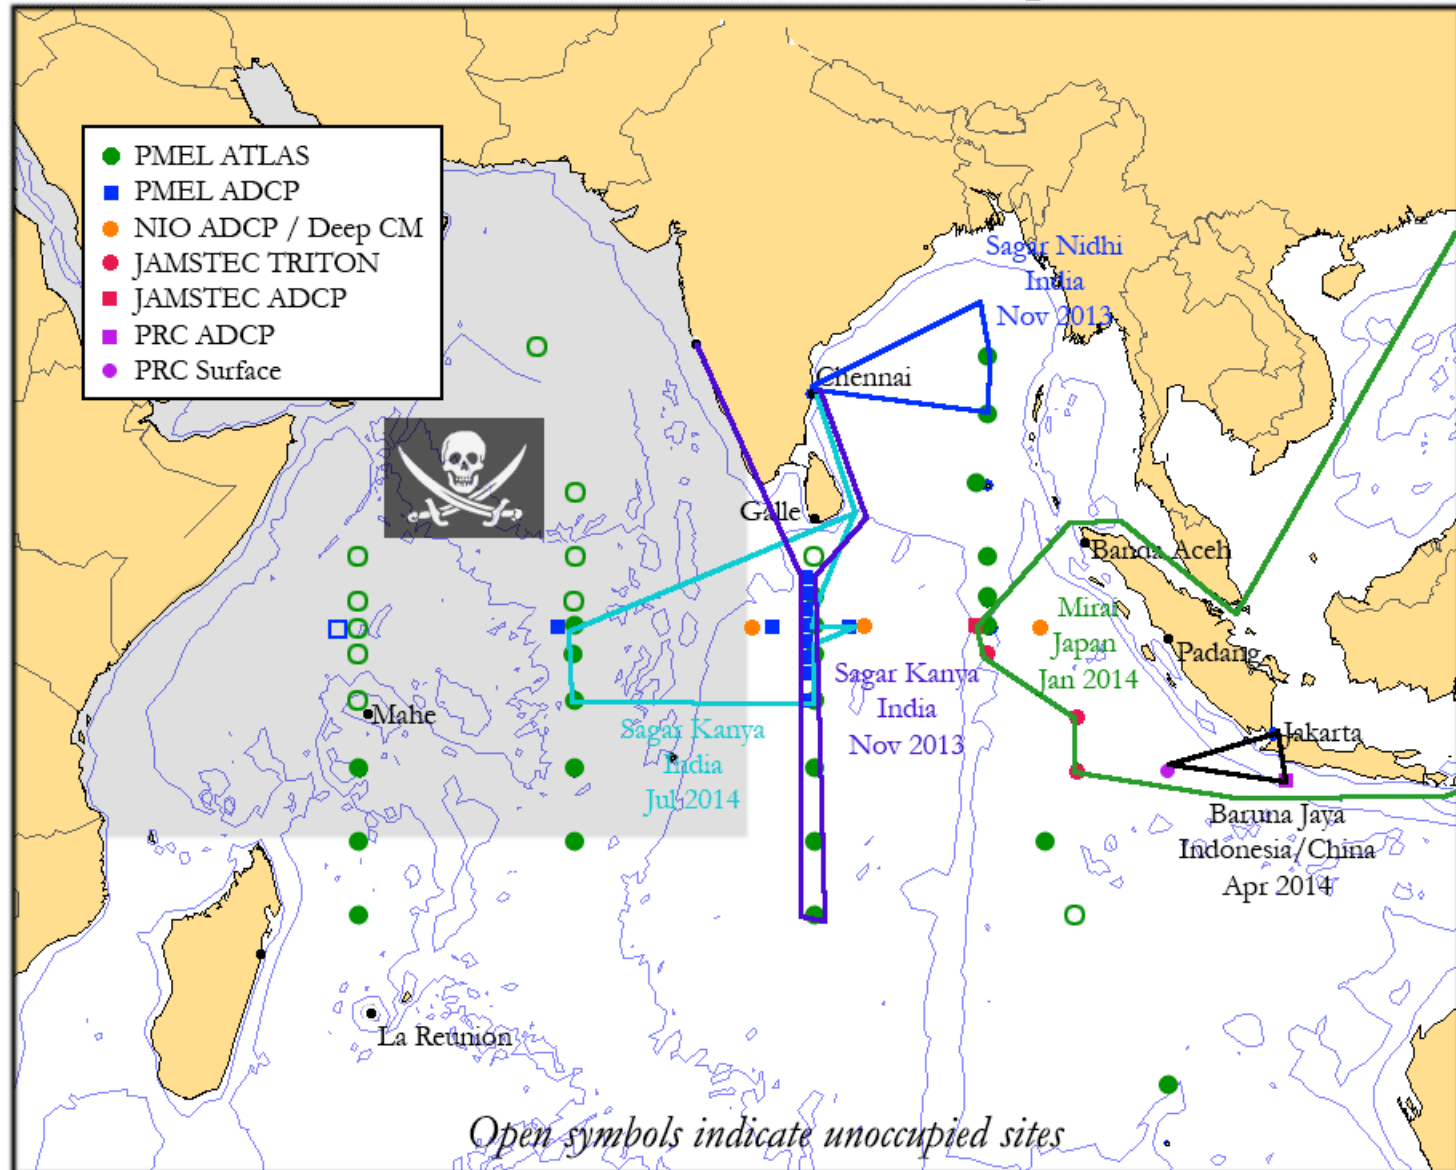 PMEL ATLAS
PMEL ADCP
NIO ADCP / Deep CM
JAMSTEC TRITON
JAMSTEC ADCP
PRC ADCP
PRC Surface
Sagar Nidhi
India
Nov 2013
Chennai
Galle
Banda Aceh
Mirai
Japan
Jan 2014
Padang
Sagar Kanya
India
Nov 2013
Mahe
Sagar Kanya
India
Jul 2014
Jakarta
Baruna Jaya
Indonesia/China
Apr 2014
La Reunion
Open symbols indicate unoccupied sites